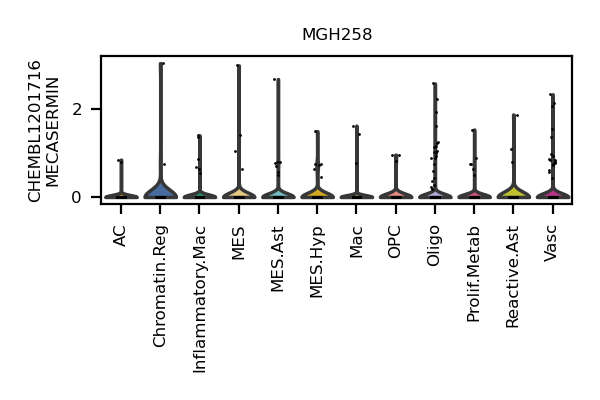 MGH258
CHEMBL1201716
MECASERMIN
2
0
AC
Chromatin.Reg
Inflammatory.Mac
MES
MES.Ast
MES.Hyp
Mac
OPC
Oligo
Prolif.Metab
Reactive.Ast
Vasc